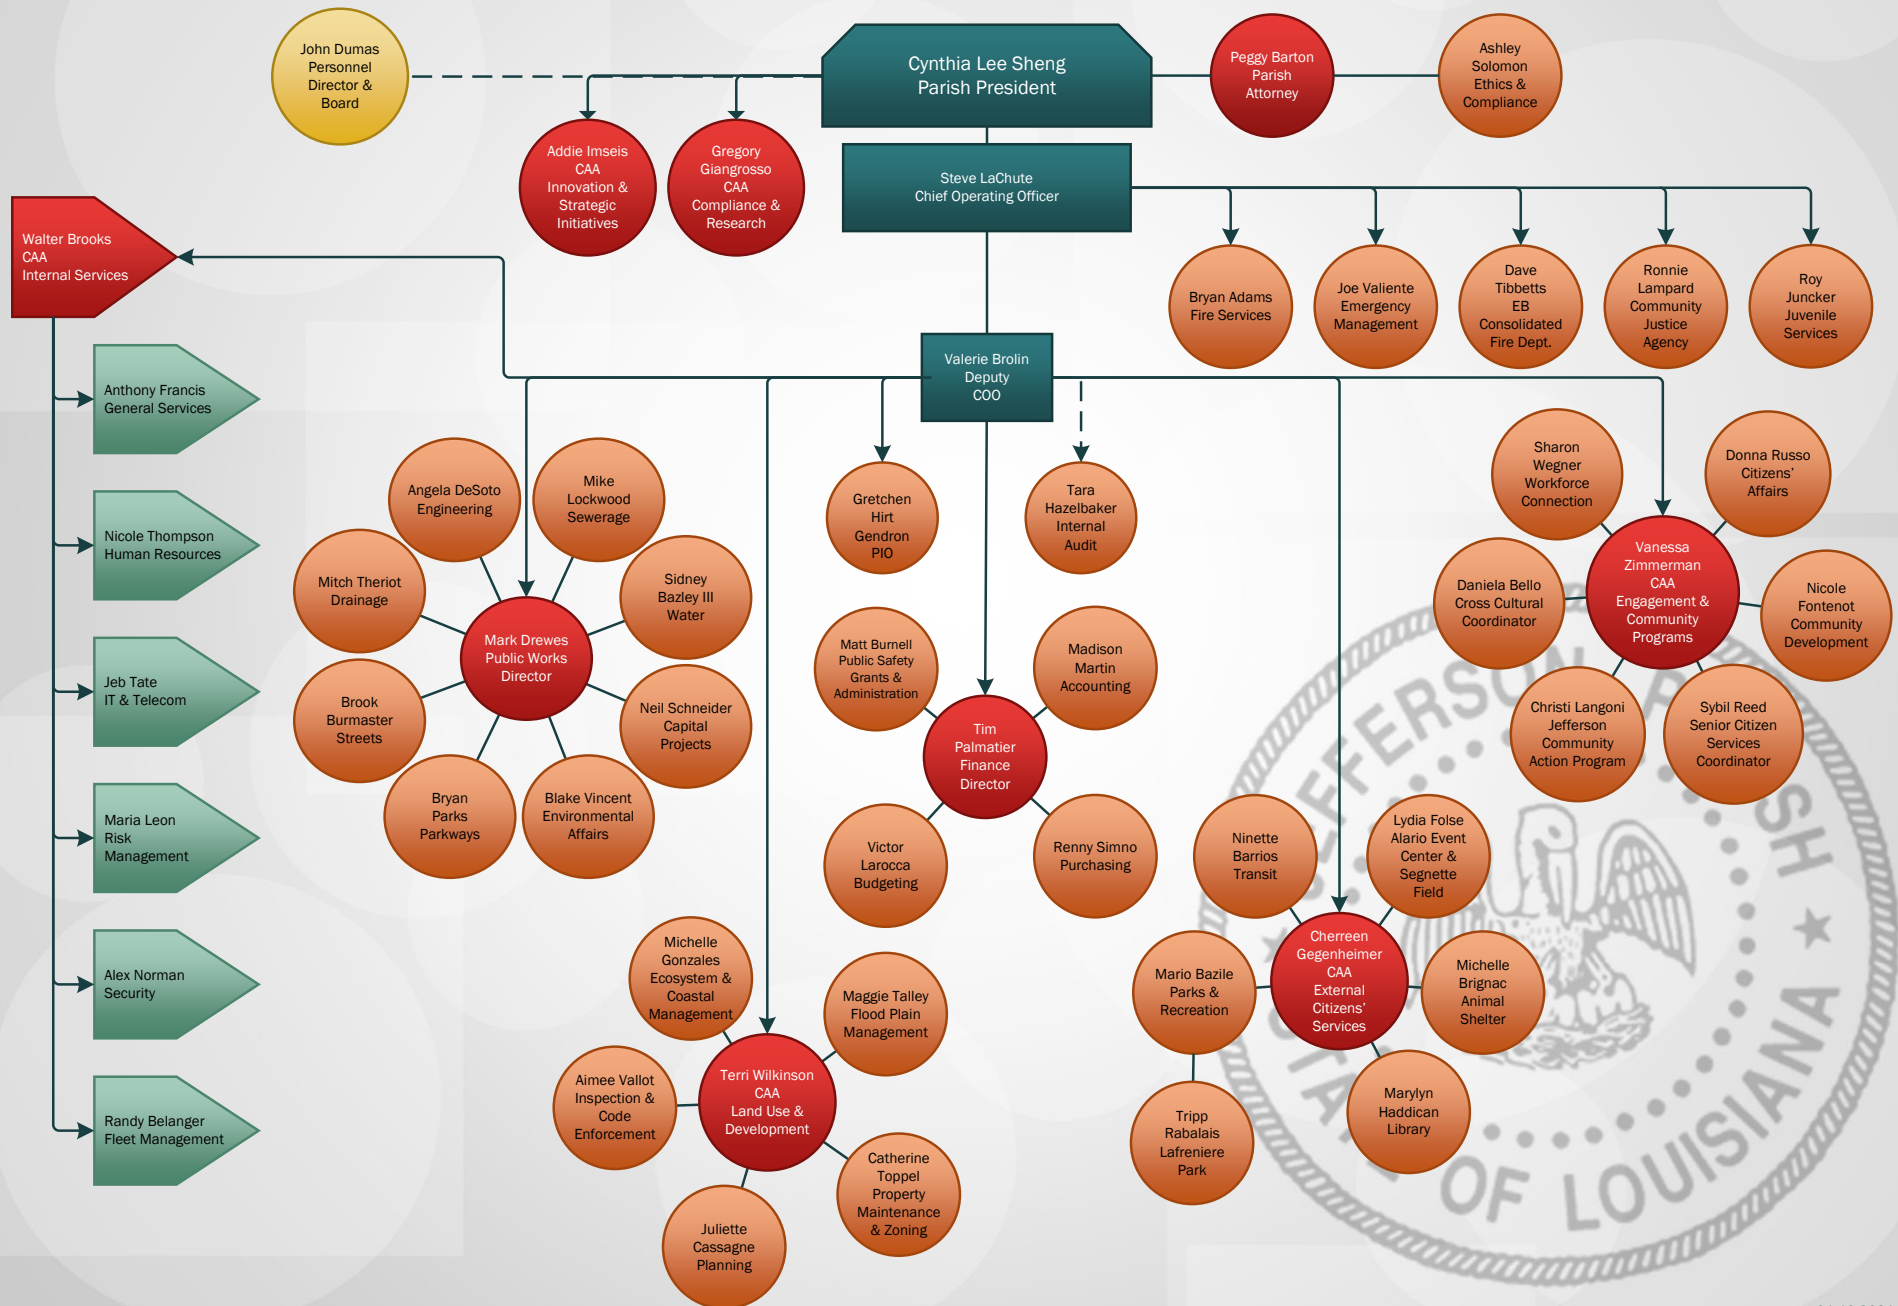 John Dumas
Personnel
Director &
Board
Cynthia Lee Sheng
Parish President
Peggy Barton
Parish
Attorney
Ashley
Solomon
Ethics &
Compliance
Addie Imseis
CAA
Innovation &
Strategic
Initiatives
Gregory
Giangrosso
CAA
Compliance &
Research
Steve LaChute
Chief Operating Officer
Walter Brooks
CAA
Internal Services
Bryan Adams
Fire Services
Joe Valiente
Emergency
Management
Dave
Tibbetts
EB
Consolidated
Fire Dept.
Ronnie
Lampard
Community
Justice
Agency
Roy
Juncker
Juvenile
Services
Valerie Brolin
Deputy
COO
Anthony Francis
General Services
Nicole Thompson
Human Resources
Jeb Tate
IT & Telecom
Maria Leon
Risk
Management
Alex Norman
Security
Randy Belanger
Fleet Management
Angela DeSoto
Engineering
Mike
Lockwood
Sewerage
Mitch Theriot
Drainage
Sidney
Bazley III
Water
Mark Drewes
Public Works
Director
Brook
Burmaster
Streets
Neil Schneider
Capital
Projects
Bryan
Parks
Parkways
Blake Vincent
Environmental
Affairs
Gretchen
Hirt
Gendron
PIO
Tara
Hazelbaker
Internal
Audit
Matt Burnell
Public Safety
Grants &
Administration
Madison
Martin
Accounting
Tim
Palmatier
Finance
Director
Victor
Larocca
Budgeting
Renny Simno
Purchasing
Sharon
Wegner
Workforce
Connection
Donna Russo
Citizens'
Affairs
Vanessa
Zimmerman
CAA
Engagement &
Community
Programs
Daniela Bello
Cross Cultural
Coordinator
Nicole
Fontenot
Community
Development
Christi Langoni
Jefferson
Community
Action Program
Sybil Reed
Senior Citizen
Services
Coordinator
Ninette
Barrios
Transit
Lydia Folse
Alario Event
Center &
Segnette
Field
Cherreen
Gegenheimer
CAA
External
Citizens'
Services
Mario Bazile
Parks &
Recreation
Michelle
Brignac
Animal
Shelter
Tripp
Rabalais
Lafreniere
Park
Marylyn
Haddican
Library
Michelle
Gonzales
Ecosystem &
Coastal
Management
Maggie Talley
Flood Plain
Management
Terri Wilkinson
CAA
Land Use &
Development
Aimee Vallot
Inspection &
Code
Enforcement
Catherine
Toppel
Property
Maintenance
& Zoning
Juliette
Cassagne
Planning
JEFFERSON PARISH
STATE OF LOUISIANA